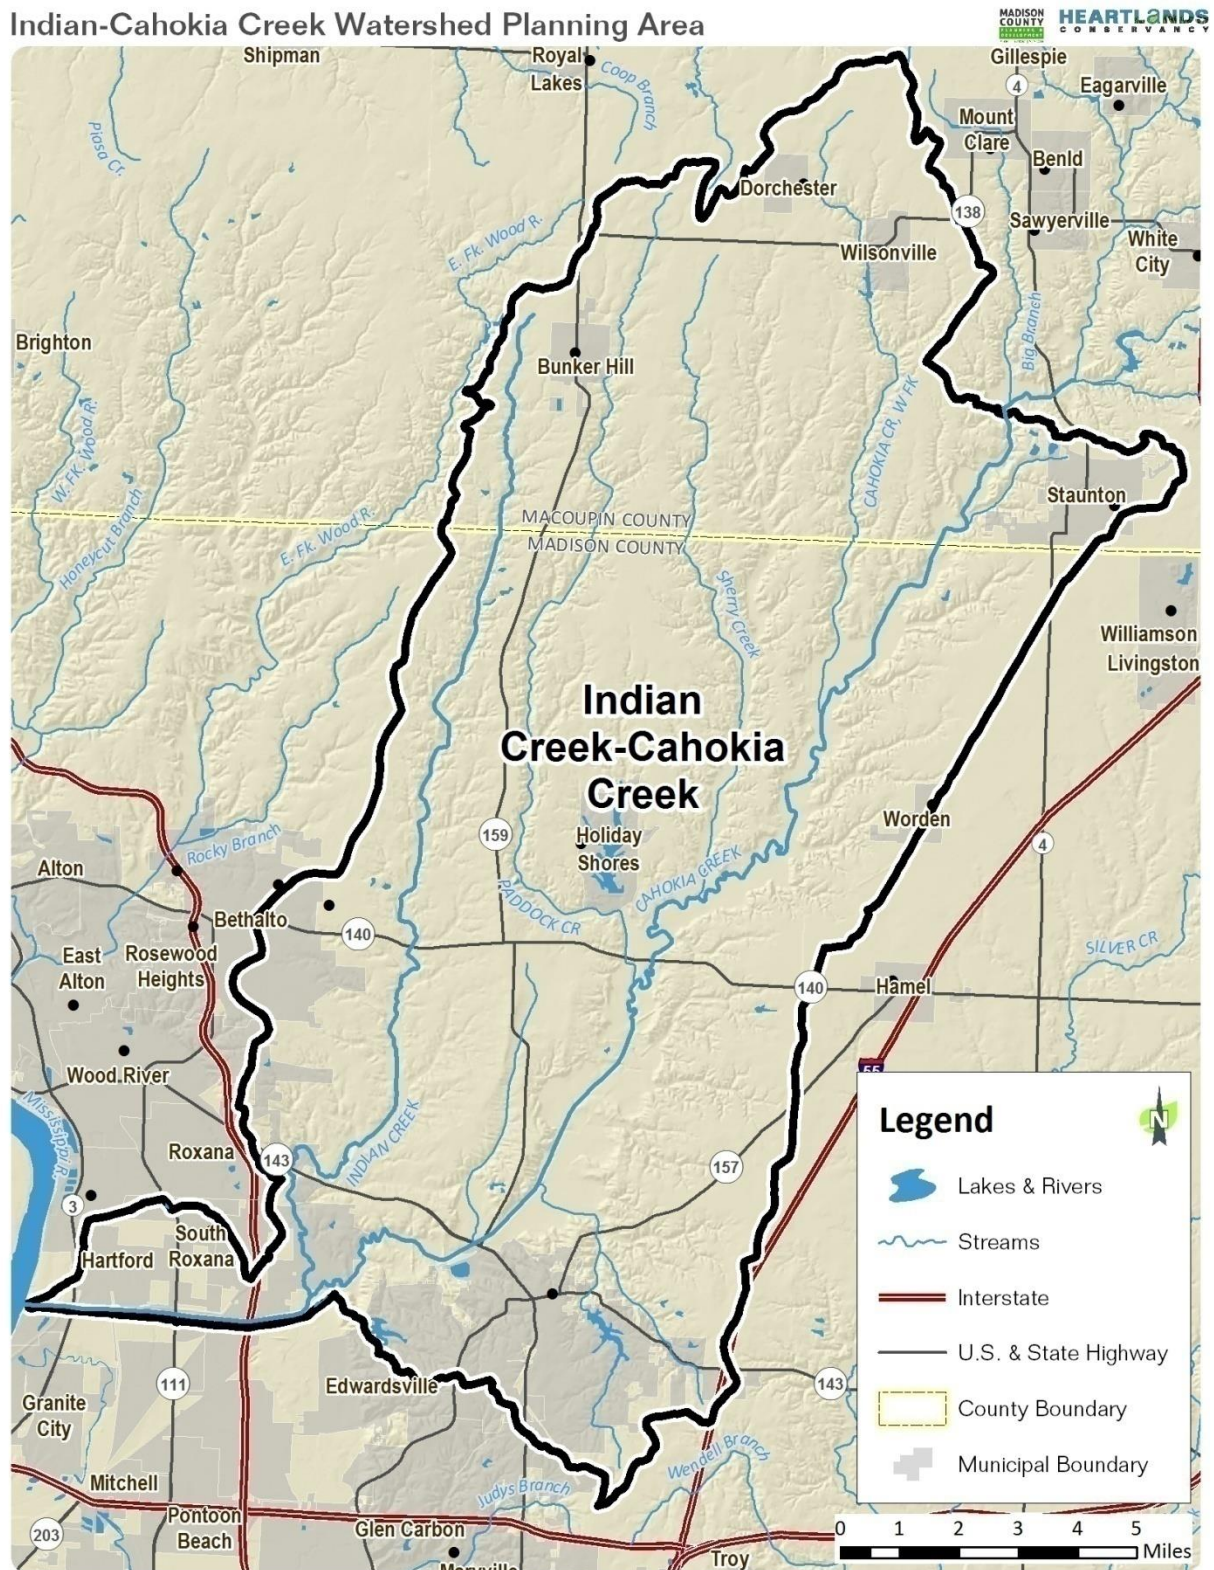 Indian-Cahokia Creek Watershed Planning Area
MADISON
COUNTY
HEARTLANDS
CONSERVANCY
Shipman
Royal
Lakes
Coop Branch
Gillespie
4
Eagarville
Piasa Cr.
Mount
Clare
Benld
Dorchester
138
Sawyerville
E. Fk. Wood R.
Wilsonville
White
City
Brighton
Big Branch
Bunker Hill
CAHOKIA CR, W FK
W. FK. Wood R.
Honeycut Branch
Staunton
E. Fk. Wood R.
MACOUPIN COUNTY
MADISON COUNTY
Sherry Creek
Williamson
Livingston
Indian
Creek-Cahokia
Creek
159
Holiday
Shores
Worden
4
Rocky Branch
Alton
CAHOKIA CREEK
PADDOCK CR
Bethalto
140
East
Alton
Rosewood
Heights
SILVER CR
140
Hamel
Wood River
55
Mississippi R.
INDIAN CREEK
Roxana
143
157
3
Hartford
South
Roxana
Legend
N
Lakes & Rivers
Streams
Interstate
U.S. & State Highway
County Boundary
Municipal Boundary
111
Edwardsville
143
Granite
City
Mitchell
Judys Branch
Wendell Branch
203
Pontoon
Beach
Glen Carbon
Troy
Maryville
0 1 2 3 4 5
Miles